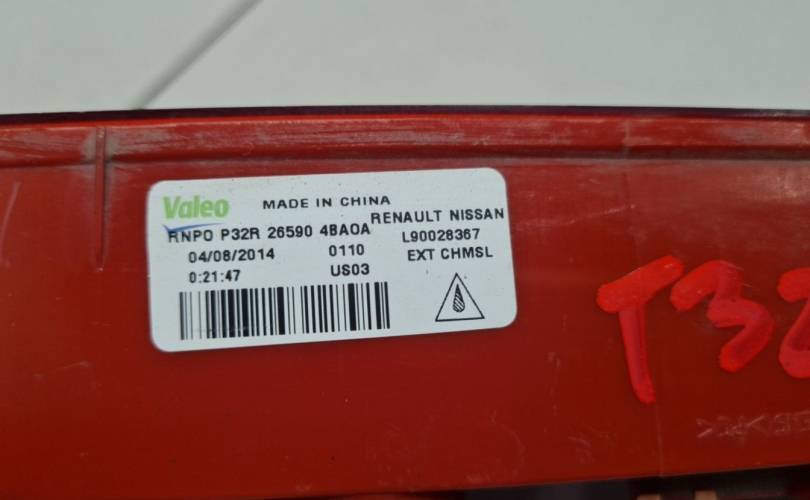 Valeo MADE IN CHINA
RENAULT NISSAN
RNPO P32R 26590 4BA0A
L90028367
04/08/2014 0110 EXT CHMSL
0:21:47 US03
T32